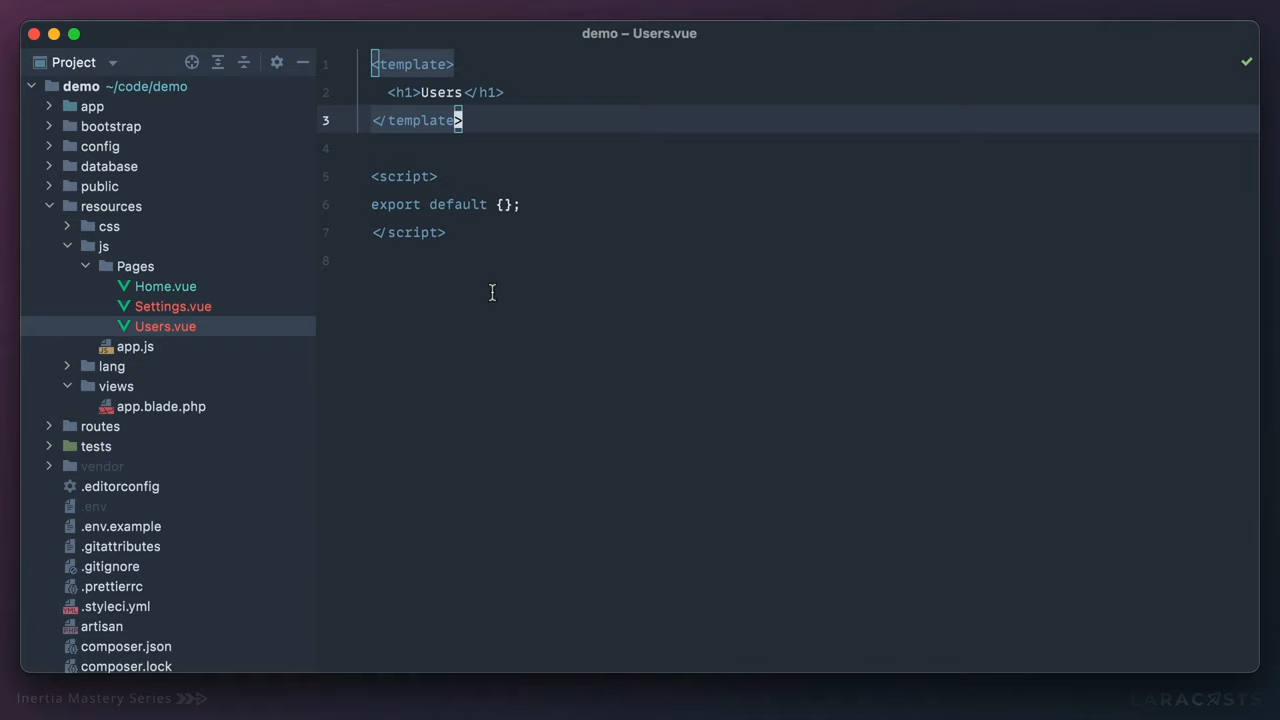 demo – Users.vue
Project
demo ~/code/demo
app
bootstrap
config
database
public
resources
css
js
Pages
Home.vue
Settings.vue
Users.vue
app.js
lang
views
app.blade.php
routes
tests
vendor
.editorconfig
.env
.env.example
.gitattributes
.gitignore
.prettierrc
.styleci.yml
artisan
composer.json
composer.lock
1 <template>
2 <h1>Users</h1>
3 </template>
4
5 <script>
6 export default {};
7 </script>
8
Inertia Mastery Series
LARACASTS